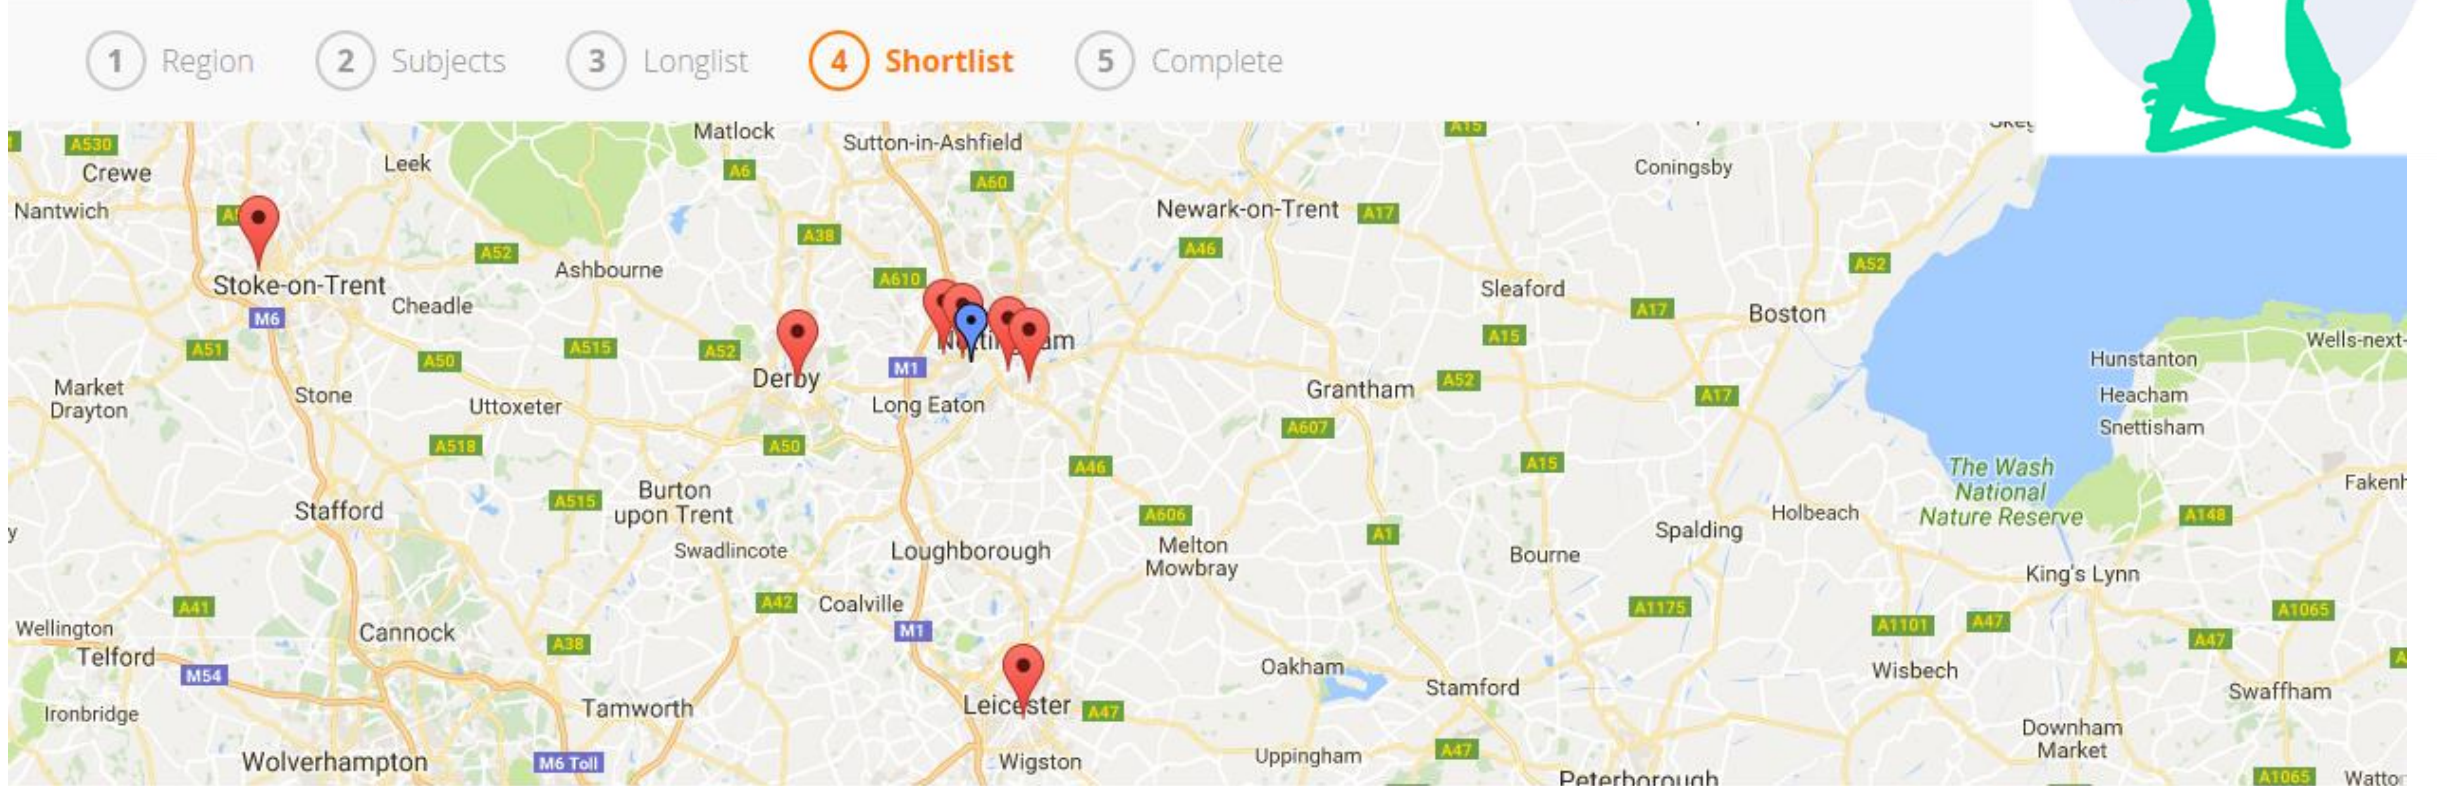 1 Region 2 Subjects 3 Longlist 4 Shortlist 5 Complete
Matlock
A15
A530
Sutton-in-Ashfield
Crewe
Leek
A6
Coningsby
A60
Nantwich
Newark-on-Trent
A17
A38
A52
A46
Ashbourne
A610
A52
Stoke-on-Trent
Sleaford
Cheadle
A17
Boston
M6
A15
Nottingham
Wells-next-
A51
A515
A52
A50
M1
Hunstanton
Derby
Grantham
A52
Market
Drayton
Stone
A17
Heacham
Uttoxeter
Long Eaton
A607
Snettisham
A518
A50
A46
A15
The Wash
National
Nature Reserve
Burton
upon Trent
A515
Stafford
A606
Holbeach
A148
Fakenh
y
Spalding
A1
Swadlincote
Loughborough
Melton
Mowbray
Bourne
King's Lynn
A41
A42
Coalville
A1175
A1065
Wellington
Cannock
M1
A1101
A47
A38
A47
Telford
M54
Oakham
Wisbech
Stamford
Swaffham
Ironbridge
Tamworth
Leicester
A47
Downham
Market
Wolverhampton
M6 Toll
Wigston
Uppingham
A47
Peterborough
A1065
Watton